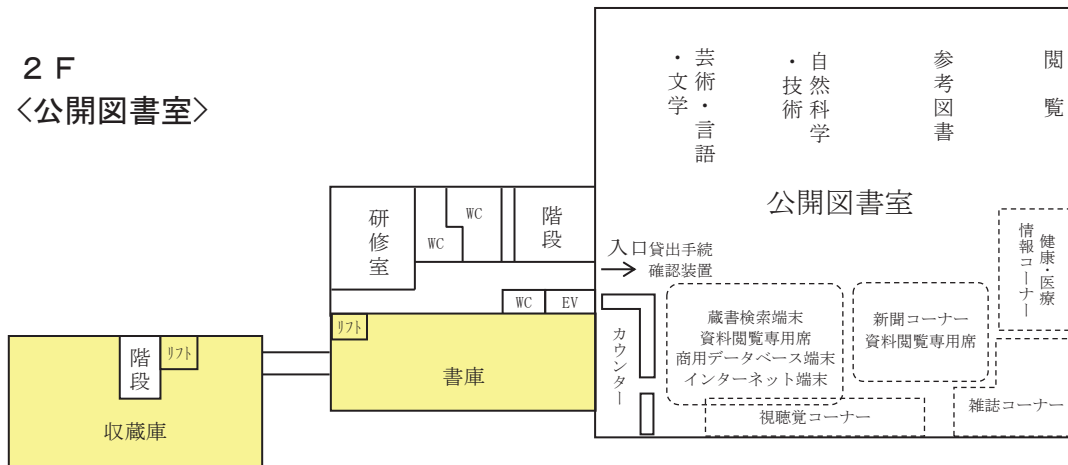 ２Ｆ
〈公開図書室〉
芸術・言語
・文学
自然科学
・技術
参考図書
閲覧
公開図書室
研修室
WC
WC
階段
入口
貸出手続
確認装置
健康・医療
情報コーナー
WC
EV
リフト
書庫
カウンター
蔵書検索端末
資料閲覧専用席
商用データベース端末
インターネット端末
新聞コーナー
資料閲覧専用席
視聴覚コーナー
雑誌コーナー
階段
リフト
収蔵庫